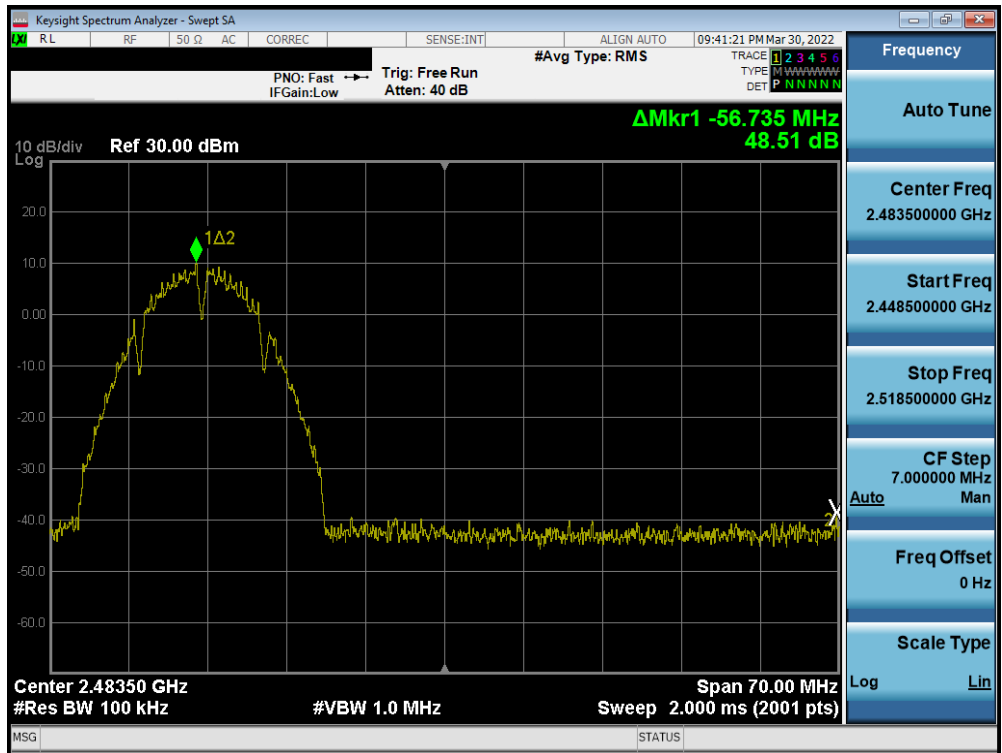 Keysight Spectrum Analyzer - Swept SA
LXI RL RF 50 Ω AC CORREC SENSE:INT ALIGN AUTO 09:41:21 PM Mar 30, 2022
#Avg Type: RMS TRACE 1 2 3 4 5 6
PNO: Fast Trig: Free Run TYPE M WWWWW
IFGain:Low Atten: 40 dB DET P N N N N N
ΔMkr1 -56.735 MHz
48.51 dB
10 dB/div Ref 30.00 dBm
Log
20.0
1Δ2
10.0
0.00
-10.0
-20.0
-30.0
-40.0
2
-50.0
-60.0
Center 2.48350 GHz Span 70.00 MHz
#Res BW 100 kHz #VBW 1.0 MHz Sweep 2.000 ms (2001 pts)
MSG STATUS
Frequency
Auto Tune
Center Freq
2.483500000 GHz
Start Freq
2.448500000 GHz
Stop Freq
2.518500000 GHz
CF Step
7.000000 MHz
Auto Man
Freq Offset
0 Hz
Scale Type
Log Lin